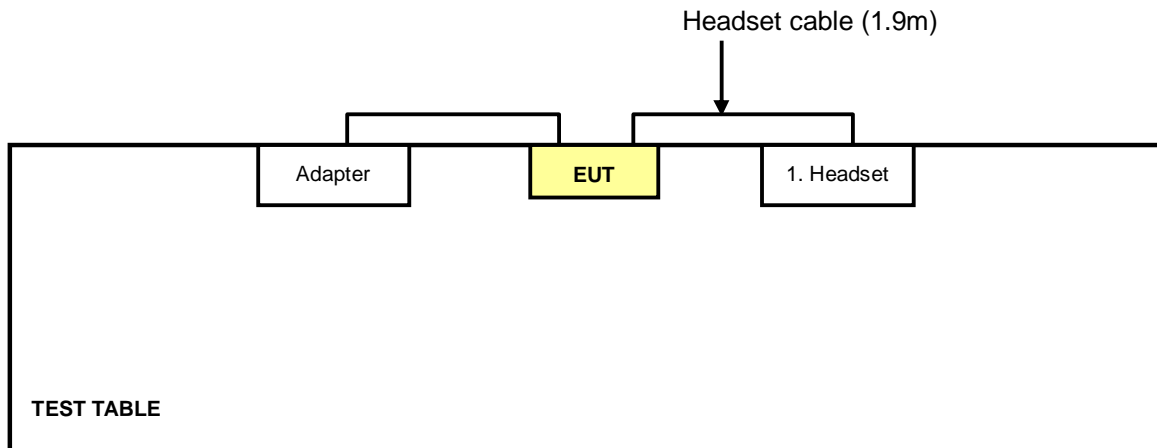 Headset cable (1.9m)
Adapter
EUT
1. Headset
TEST TABLE